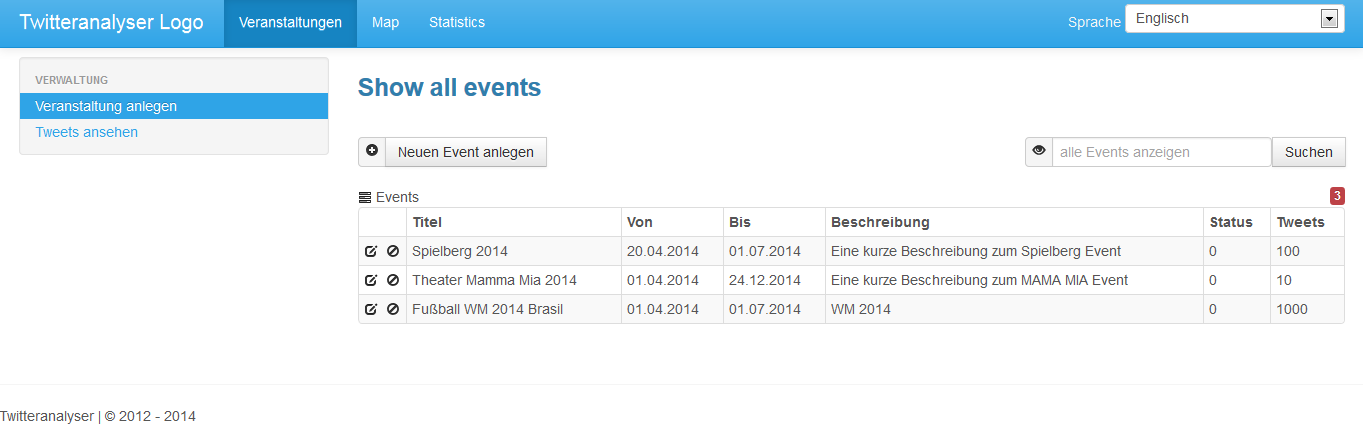 Twitteranalyser Logo Veranstaltungen Map Statistics Sprache Englisch
VERWALTUNG
Veranstaltung anlegen
Tweets ansehen
Show all events
Neuen Event anlegen alle Events anzeigen Suchen
Events 3
Titel Von Bis Beschreibung Status Tweets
Spielberg 2014 20.04.2014 01.07.2014 Eine kurze Beschreibung zum Spielberg Event 0 100
Theater Mamma Mia 2014 01.04.2014 24.12.2014 Eine kurze Beschreibung zum MAMA MIA Event 0 10
Fußball WM 2014 Brasil 01.04.2014 01.07.2014 WM 2014 0 1000
Twitteranalyser | © 2012 - 2014